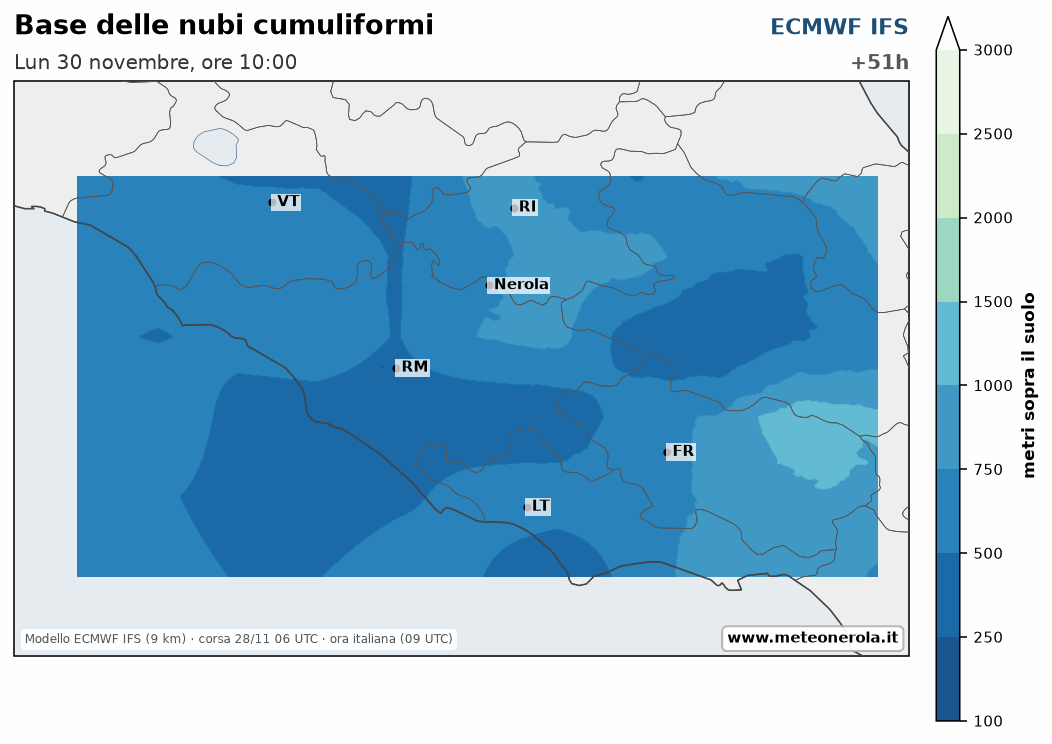 Base delle nubi cumuliformi
ECMWF IFS
Lun 30 novembre, ore 10:00
+51h
VT
RI
Nerola
RM
FR
LT
3000
2500
2000
1500
1000
750
500
250
100
metri sopra il suolo
Modello ECMWF IFS (9 km) · corsa 28/11 06 UTC · ora italiana (09 UTC)
www.meteonerola.it